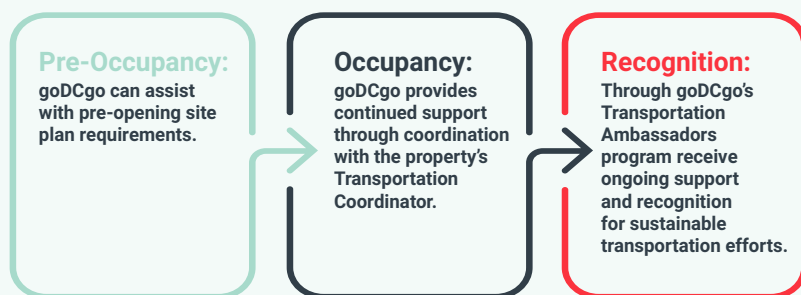 Pre-Occupancy:
goDCgo can assist
with pre-opening site
plan requirements.
Occupancy:
goDCgo provides
continued support
through coordination
with the property's
Transportation
Coordinator.
Recognition:
Through goDCgo's
Transportation
Ambassadors
program receive
ongoing support
and recognition
for sustainable
transportation efforts.